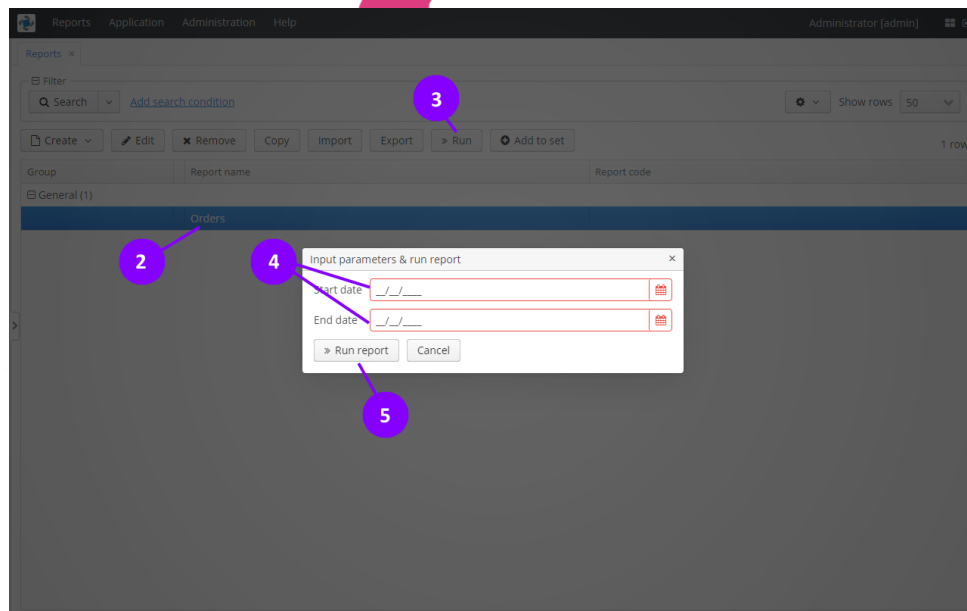 Reports Application Administration Help Administrator [admin]
Reports ×
Filter
Search Add search condition Show rows 50
3
Create Edit Remove Copy Import Export » Run Add to set
1 row
Group Report name Report code
General (1)
Orders
2
4
Input parameters & run report ×
Start date __/__/____
End date __/__/____
» Run report Cancel
5